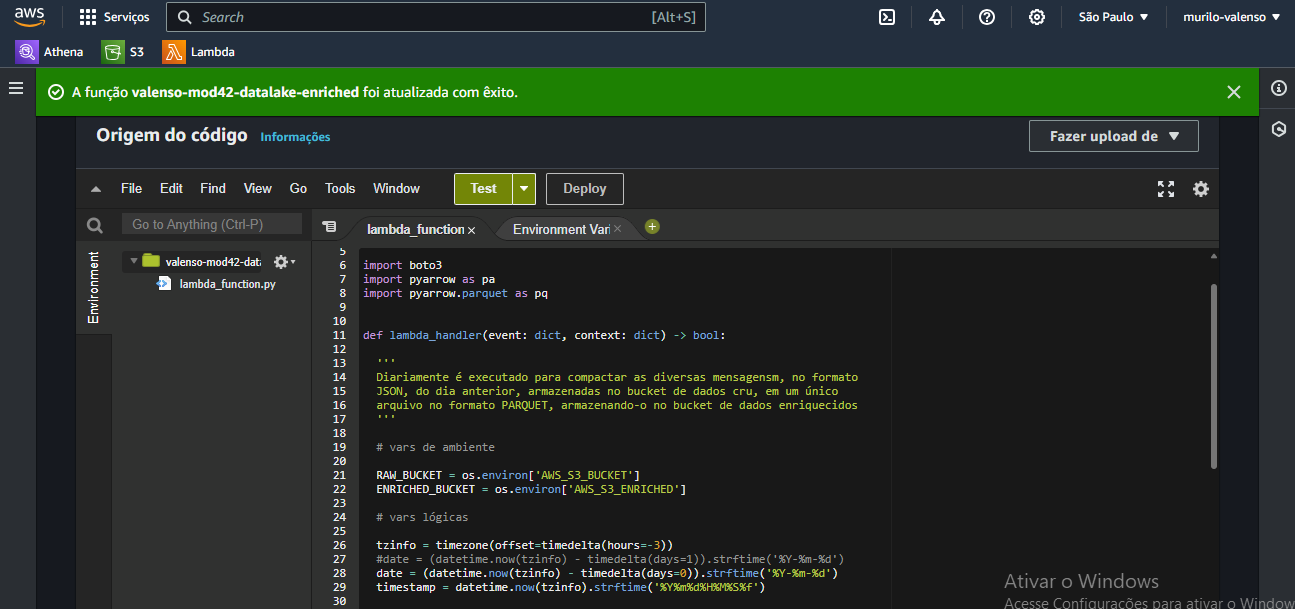 aws Serviços Search [Alt+S] São Paulo murilo-valenso
Athena S3 Lambda
A função valenso-mod42-datalake-enriched foi atualizada com êxito.
Origem do código Informações Fazer upload de
File Edit Find View Go Tools Window Test Deploy
Go to Anything (Ctrl-P) lambda_function Environment Vari
Environment
valenso-mod42-data
lambda_function.py
5
6 import boto3
7 import pyarrow as pa
8 import pyarrow.parquet as pq
9
10
11 def lambda_handler(event: dict, context: dict) -> bool:
12
13 '''
14 Diariamente é executado para compactar as diversas mensagensm, no formato
15 JSON, do dia anterior, armazenadas no bucket de dados cru, em um único
16 arquivo no formato PARQUET, armazenando-o no bucket de dados enriquecidos
17 '''
18
19 # vars de ambiente
20
21 RAW_BUCKET = os.environ['AWS_S3_BUCKET']
22 ENRICHED_BUCKET = os.environ['AWS_S3_ENRICHED']
23
24 # vars lógicas
25
26 tzinfo = timezone(offset=timedelta(hours=-3))
27 #date = (datetime.now(tzinfo) - timedelta(days=1)).strftime('%Y-%m-%d')
28 date = (datetime.now(tzinfo) - timedelta(days=0)).strftime('%Y-%m-%d')
29 timestamp = datetime.now(tzinfo).strftime('%Y%m%d%H%M%S%f')
30
Ativar o Windows
Acesse Configurações para ativar o Window